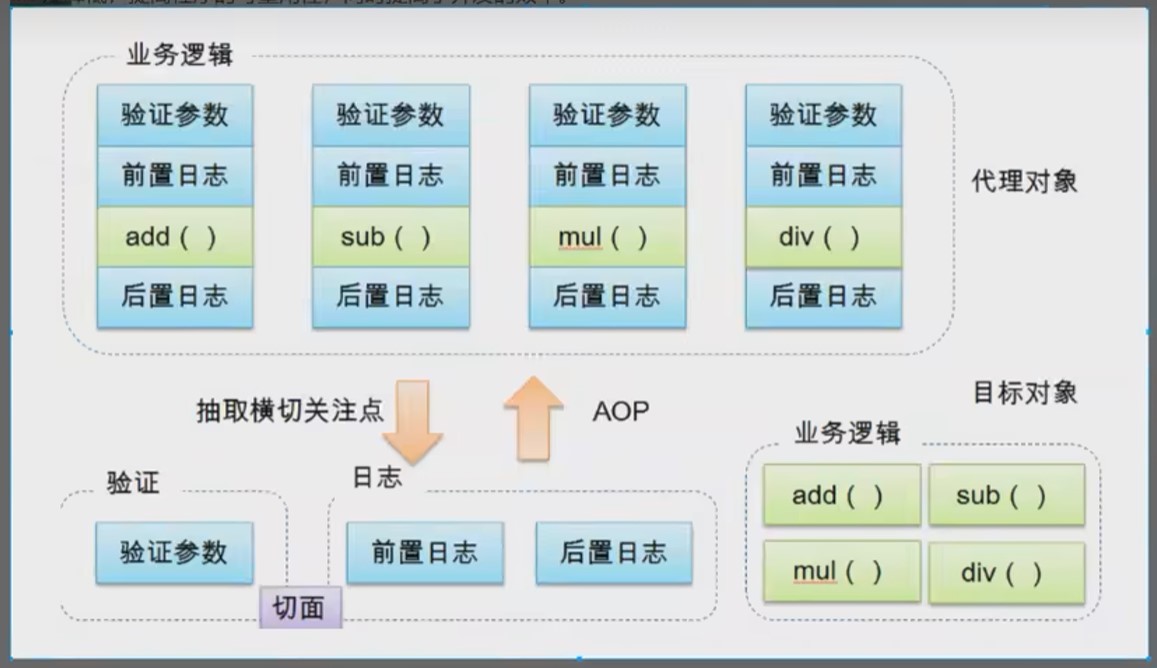 业务逻辑
验证参数 验证参数 验证参数 验证参数
前置日志 前置日志 前置日志 前置日志
代理对象
add ( ) sub ( ) mul ( ) div ( )
后置日志 后置日志 后置日志 后置日志
抽取横切关注点
AOP
目标对象
业务逻辑
验证
日志
add ( ) sub ( )
验证参数
前置日志 后置日志
mul ( ) div ( )
切面